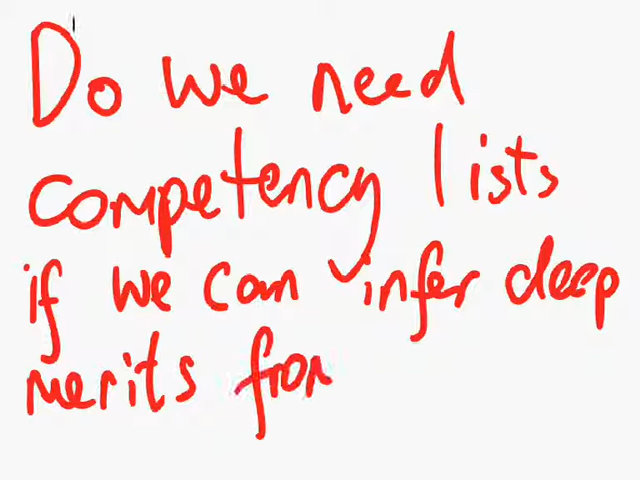 Do we need
competency lists
if we can infer deep
merits from